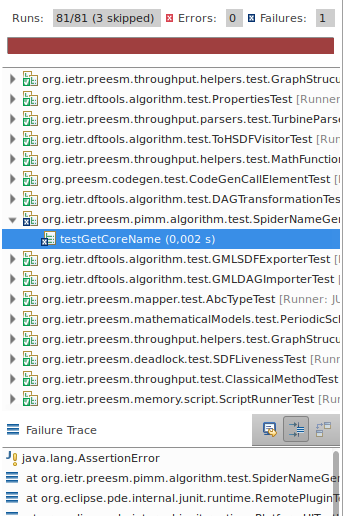 Runs: 81/81 (3 skipped) Errors: 0 Failures: 1
org.ietr.preesm.throughput.helpers.test.GraphStrucu
org.ietr.dftools.algorithm.test.PropertiesTest [Runner
org.ietr.preesm.throughput.parsers.test.TurbineParse
org.ietr.dftools.algorithm.test.ToHSDFVisitorTest [Runn
org.ietr.preesm.throughput.helpers.test.MathFunction
org.preesm.codegen.test.CodeGenCallElementTest [
org.ietr.dftools.algorithm.test.DAGTransformationTes
org.ietr.preesm.pimm.algorithm.test.SpiderNameGen
testGetCoreName (0,002 s)
org.ietr.dftools.algorithm.test.GMLSDFExporterTest [
org.ietr.dftools.algorithm.test.GMLDAGImporterTest [
org.ietr.preesm.mapper.test.AbcTypeTest [Runner: JU
org.ietr.preesm.mathematicalModels.test.PeriodicSch
org.ietr.preesm.throughput.helpers.test.GraphStrucu
org.ietr.preesm.deadlock.test.SDFLivenessTest [Runn
org.ietr.preesm.throughput.test.ClassicalMethodTest
org.ietr.preesm.memory.script.ScriptRunnerTest [Run
Failure Trace
java.lang.AssertionError
at org.ietr.preesm.pimm.algorithm.test.SpiderNameGen
at org.eclipse.pde.internal.junit.runtime.RemotePluginT